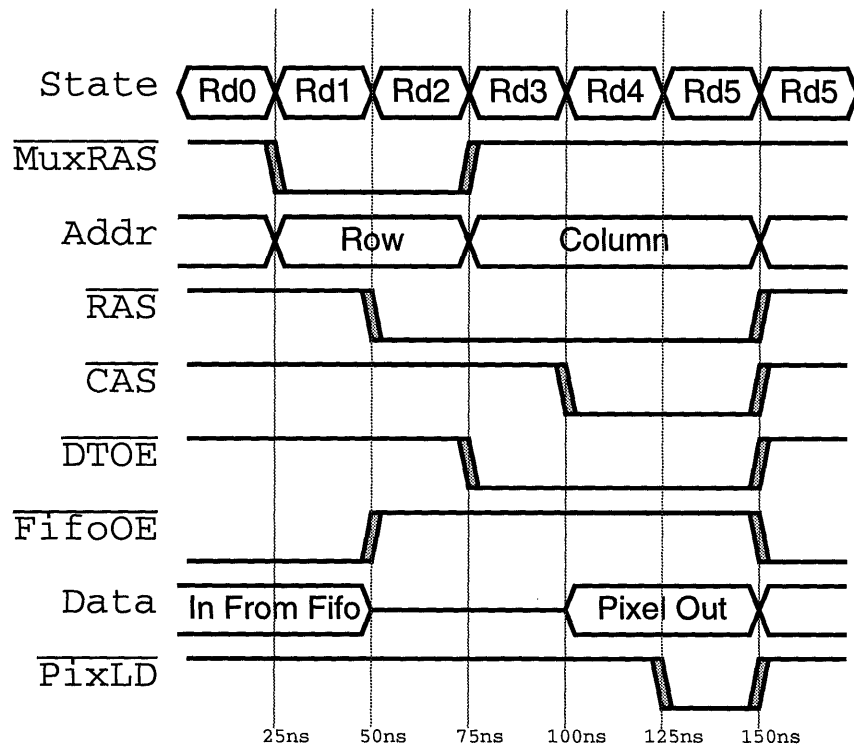 State Rd0 Rd1 Rd2 Rd3 Rd4 Rd5 Rd5
MuxRAS
Addr Row Column
RAS
CAS
DTOE
FifoOE
Data In From Fifo Pixel Out
PixLD
25ns 50ns 75ns 100ns 125ns 150ns